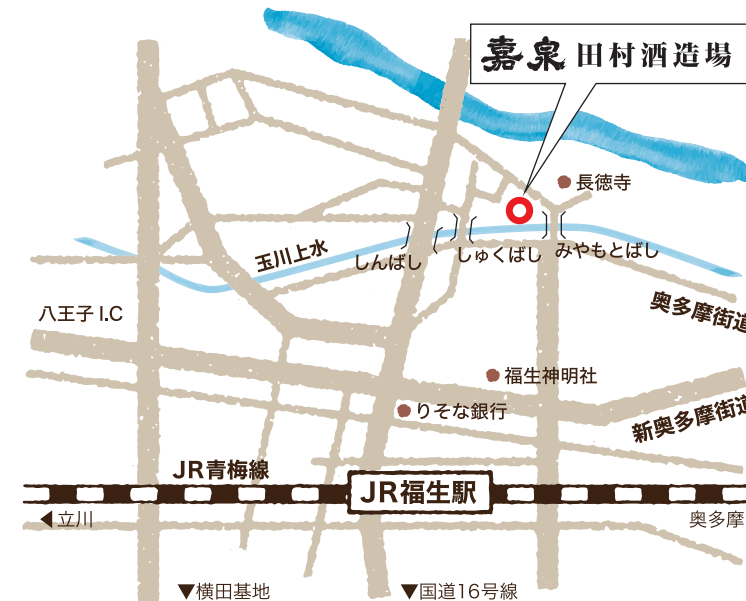 嘉泉 田村酒造場
長徳寺
玉川上水
しんばし
しゅくばし
みやもとばし
八王子 I.C
奥多摩街道
福生神明社
りそな銀行
新奥多摩街道
JR青梅線
JR福生駅
◀立川
奥多摩
▼横田基地
▼国道16号線